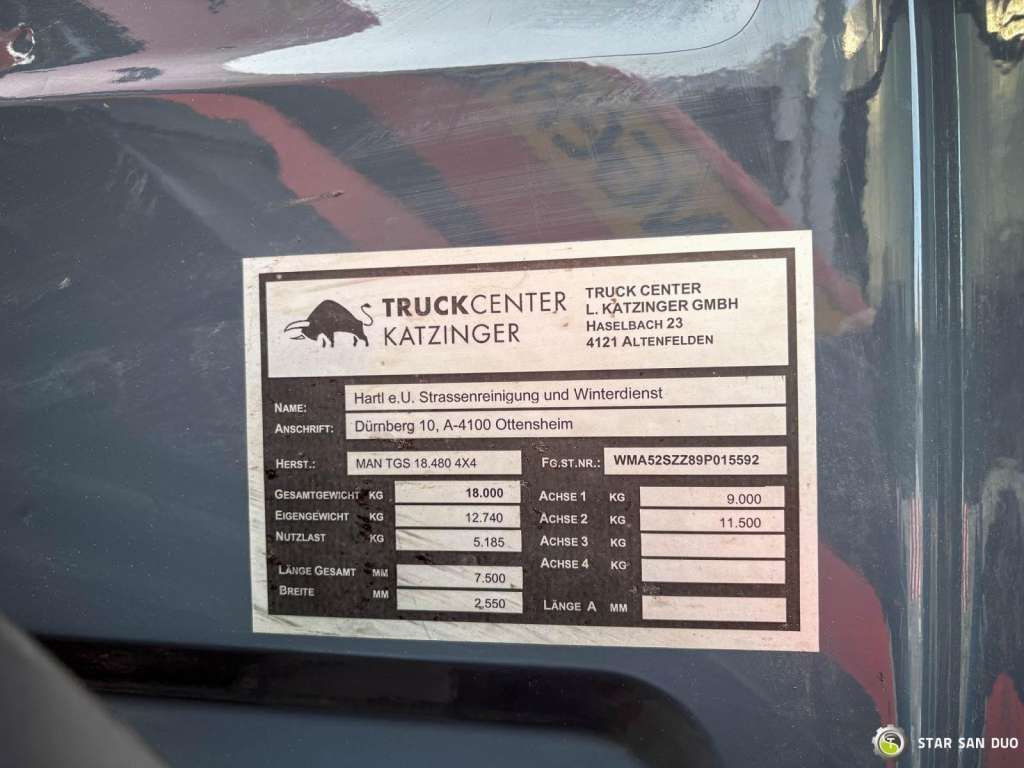 TRUCKCENTER
KATZINGER
TRUCK CENTER
L. KATZINGER GMBH
HASELBACH 23
4121 ALTENFELDEN
NAME: Hartl e.U. Strassenreinigung und Winterdienst
ANSCHRIFT: Dürnberg 10, A-4100 Ottensheim
HERST.: MAN TGS 18.480 4X4 FG.ST.NR.: WMA52SZZ89P015592
GESAMTGEWICHT KG 18.000 ACHSE 1 KG 9.000
EIGENGEWICHT KG 12.740 ACHSE 2 KG 11.500
NUTZLAST KG 5.185 ACHSE 3 KG
ACHSE 4 KG
LÄNGE GESAMT MM 7.500
BREITE MM 2.550 LÄNGE A MM
STAR SAN DUO